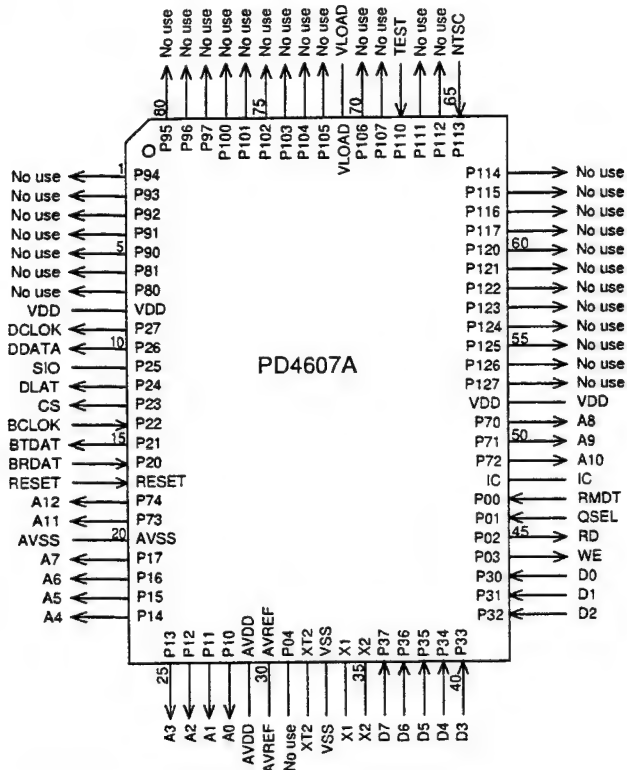 No use No use No use No use No use No use No use No use No use VLOAD No use No use TEST No use No use NTSC
80 75 70 65
P95 P96 P97 P100 P101 P102 P103 P104 P105 VLOAD P106 P107 P110 P111 P112 P113
No use 1 P94 P114 No use
No use P93 P115 No use
No use P92 P116 No use
No use P91 P117 No use
No use 5 P90 P120 60 No use
No use P81 P121 No use
No use P80 P122 No use
VDD VDD P123 No use
DCLOK P27 P124 No use
DDATA 10 P26 P125 55 No use
SIO P25 P126 No use
DLAT P24 P127 No use
PD4607A
CS P23 VDD VDD
BCLOK P22 P70 A8
BTDAT 15 P21 P71 50 A9
BRDAT P20 P72 A10
RESET RESET IC IC
A12 P74 P00 RMDT
A11 P73 P01 QSEL
AVSS 20 AVSS P02 45 RD
A7 P17 P03 WE
A6 P16 P30 D0
A5 P15 P31 D1
A4 P14 P32 D2
P13 P12 P11 P10 AVDD AVREF P04 XT2 VSS X1 X2 P37 P36 P35 P34 P33
25 30 35 40
A3 A2 A1 A0 AVDD AVREF No use XT2 VSS X1 X2 D7 D6 D5 D4 D3